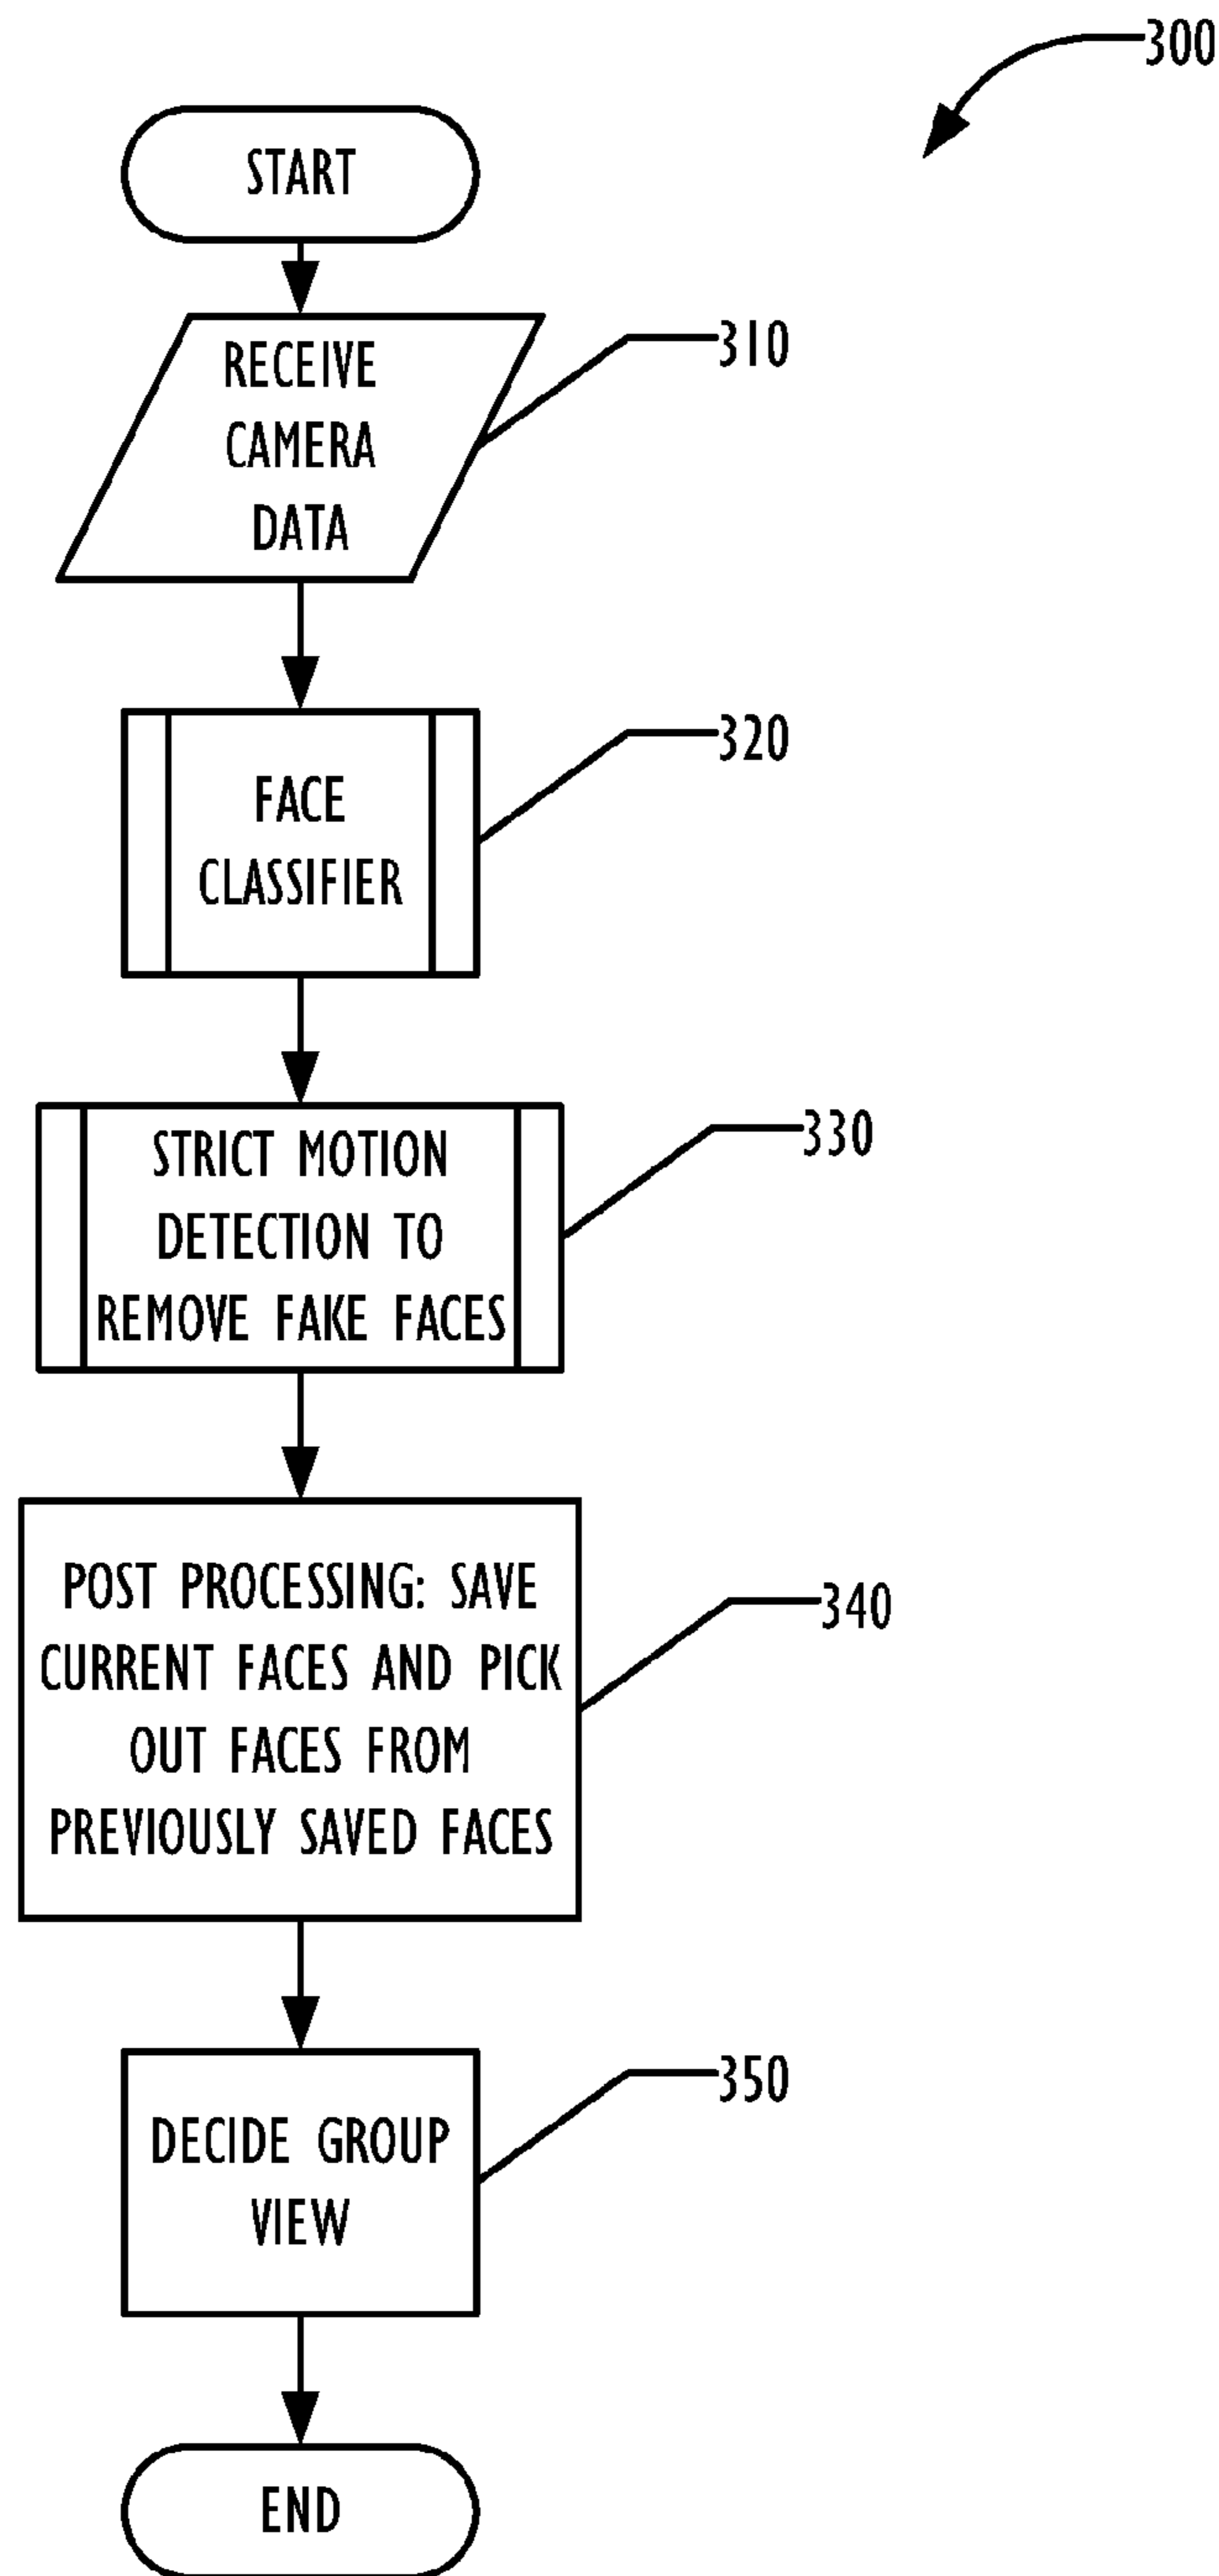 300
START
310
RECEIVE
CAMERA
DATA
320
FACE
CLASSIFIER
330
STRICT MOTION
DETECTION TO
REMOVE FAKE FACES
340
POST PROCESSING: SAVE
CURRENT FACES AND PICK
OUT FACES FROM
PREVIOUSLY SAVED FACES
350
DECIDE GROUP
VIEW
END